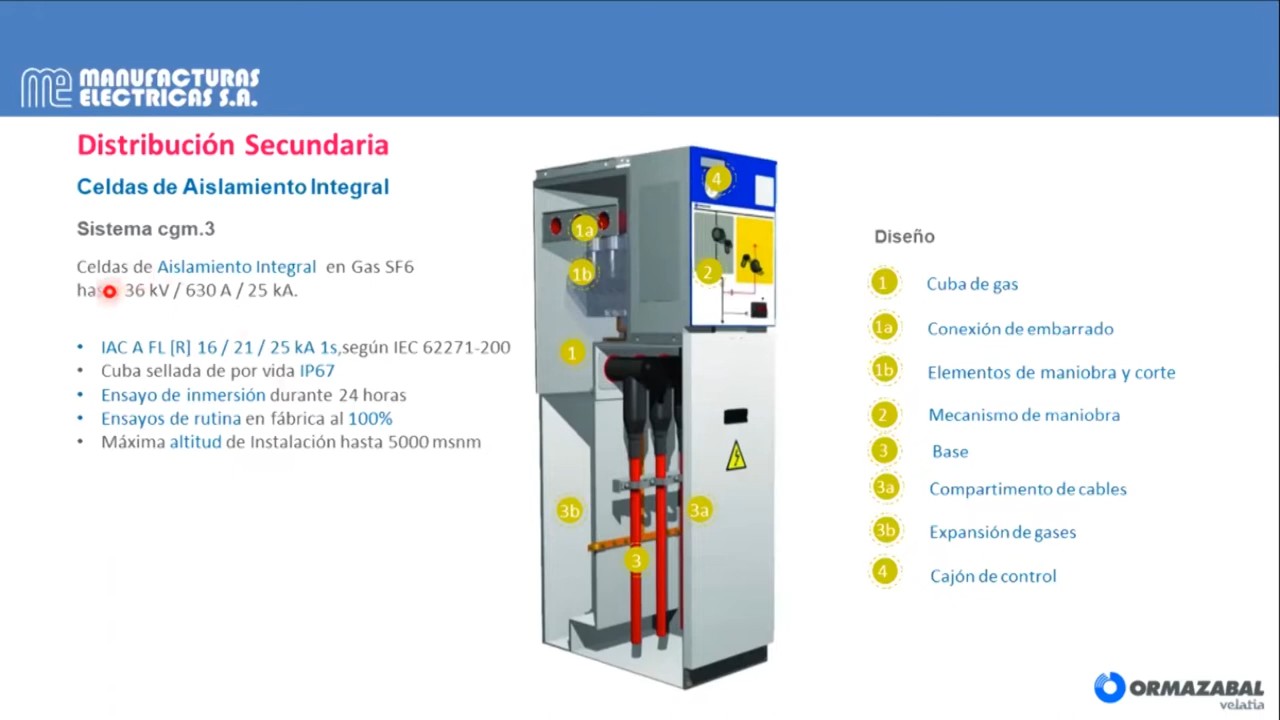 MANUFACTURAS
ELECTRICAS S.A.
Distribución Secundaria
Celdas de Aislamiento Integral
Sistema cgm.3
Celdas de Aislamiento Integral en Gas SF6
36 kV / 630 A / 25 kA.
• IAC A FL [R] 16 / 21 / 25 kA 1s,según IEC 62271-200
• Cuba sellada de por vida IP67
• Ensayo de inmersión durante 24 horas
• Ensayos de rutina en fábrica al 100%
• Máxima altitud de Instalación hasta 5000 msnm
4
1a
1b
2
1
3b
3a
3
Diseño
1 Cuba de gas
1a Conexión de embarrado
1b Elementos de maniobra y corte
2 Mecanismo de maniobra
3 Base
3a Compartimento de cables
3b Expansión de gases
4 Cajón de control
ORMAZABAL
velatia